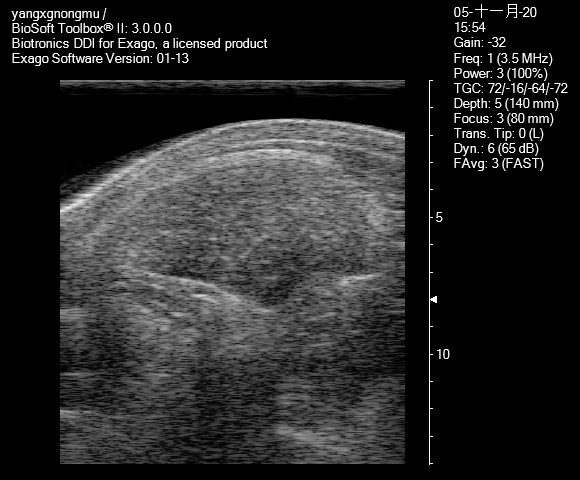 yangxgnongmu /
BioSoft Toolbox® II: 3.0.0.0
Biotronics DDI for Exago, a licensed product
Exago Software Version: 01-13
05-十一月-20
15:54
Gain: -32
Freq: 1 (3.5 MHz)
Power: 3 (100%)
TGC: 72/-16/-64/-72
Depth: 5 (140 mm)
Focus: 3 (80 mm)
Trans. Tip: 0 (L)
Dyn.: 6 (65 dB)
FAvg: 3 (FAST)
5
10